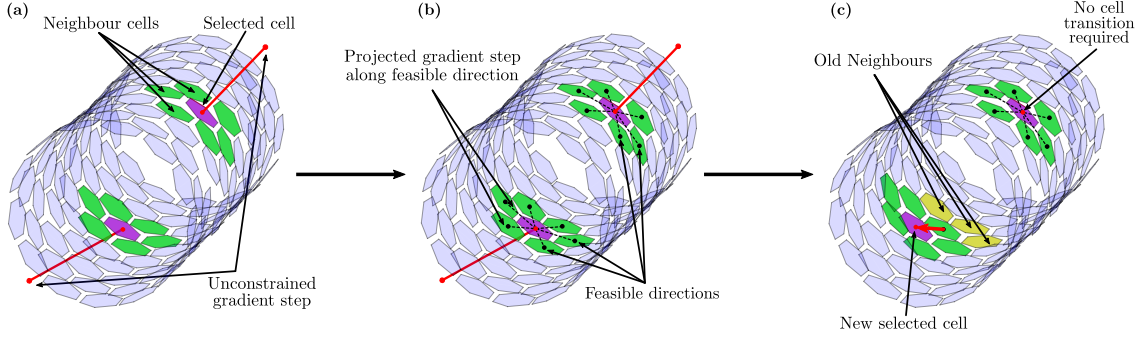 (a)
Neighbour cells
Selected cell
Unconstrained
gradient step
(b)
Projected gradient step
along feasible direction
Feasible directions
(c)
No cell
transition
required
Old Neighbours
New selected cell